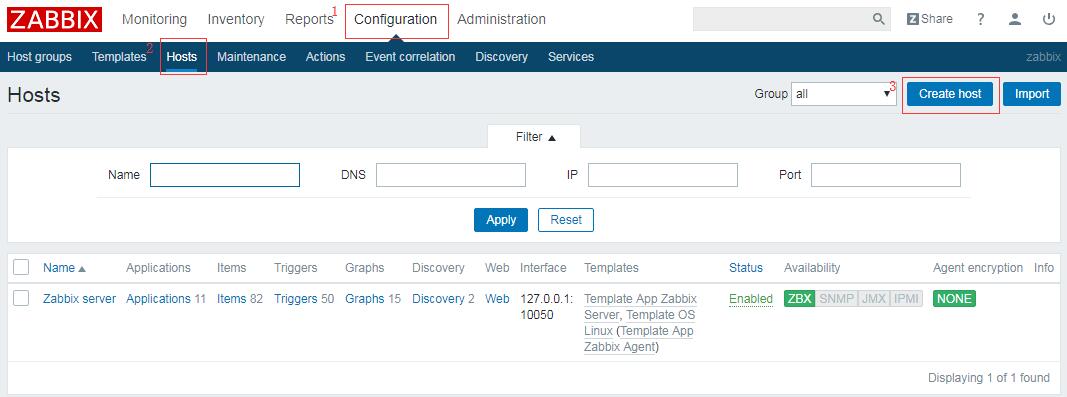 ZABBIX Monitoring Inventory Reports 1 Configuration Administration Z Share ?
Host groups Templates 2 Hosts Maintenance Actions Event correlation Discovery Services zabbix
Hosts Group all 3 Create host Import
Filter
Name DNS IP Port
Apply Reset
Name Applications Items Triggers Graphs Discovery Web Interface Templates Status Availability Agent encryption Info
Zabbix server Applications 11 Items 82 Triggers 50 Graphs 15 Discovery 2 Web 127.0.0.1: Template App Zabbix Enabled ZBX SNMP JMX IPMI NONE
10050 Server, Template OS
Linux (Template App
Zabbix Agent)
Displaying 1 of 1 found